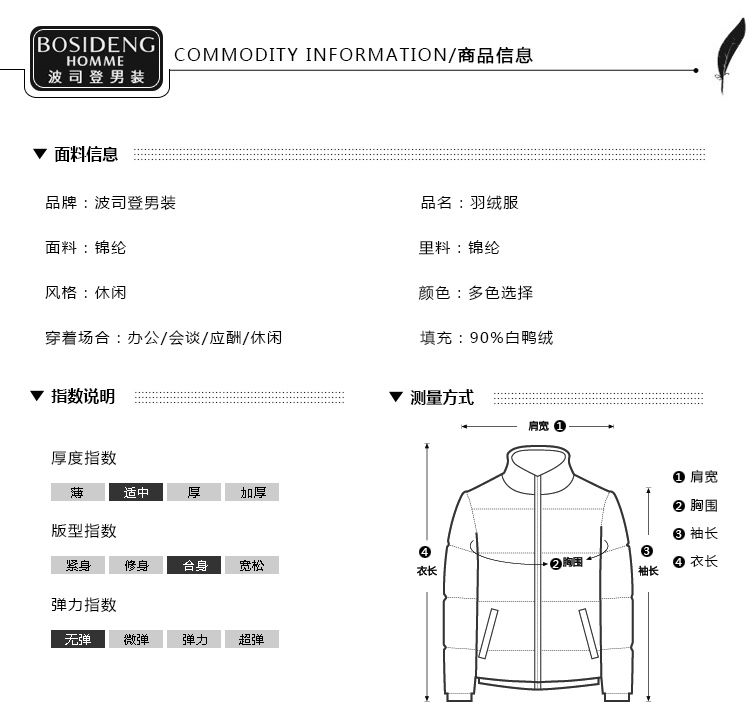 BOSIDENG
HOMME
波司登男装
COMMODITY INFORMATION/商品信息
▼ 面料信息
品牌：波司登男装
品名：羽绒服
面料：锦纶
里料：锦纶
风格：休闲
颜色：多色选择
穿着场合：办公/会谈/应酬/休闲
填充：90%白鸭绒
▼ 指数说明
厚度指数
薄 适中 厚 加厚
版型指数
紧身 修身 合身 宽松
弹力指数
无弹 微弹 弹力 超弹
▼ 测量方式
肩宽 ❶
❷ 胸围
❸
袖长
❹
衣长
❶ 肩宽
❷ 胸围
❸ 袖长
❹ 衣长